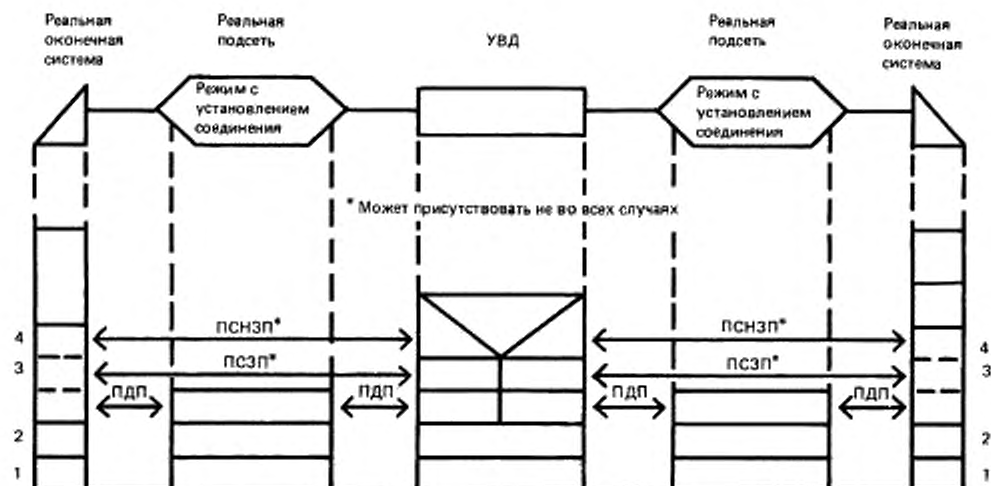 Реальная
оконечная
система
Реальная
подсеть
УВД
Реальная
подсеть
Реальная
оконечная
система
Режим с
установлением
соединения
Режим с
установлением
соединения
* Может присутствовать не во всех случаях
4
ПСНЗП*
ПСНЗП*
4
3
ПСЗП*
ПСЗП*
3
ПДП
ПДП
ПДП
ПДП
2
2
1
1